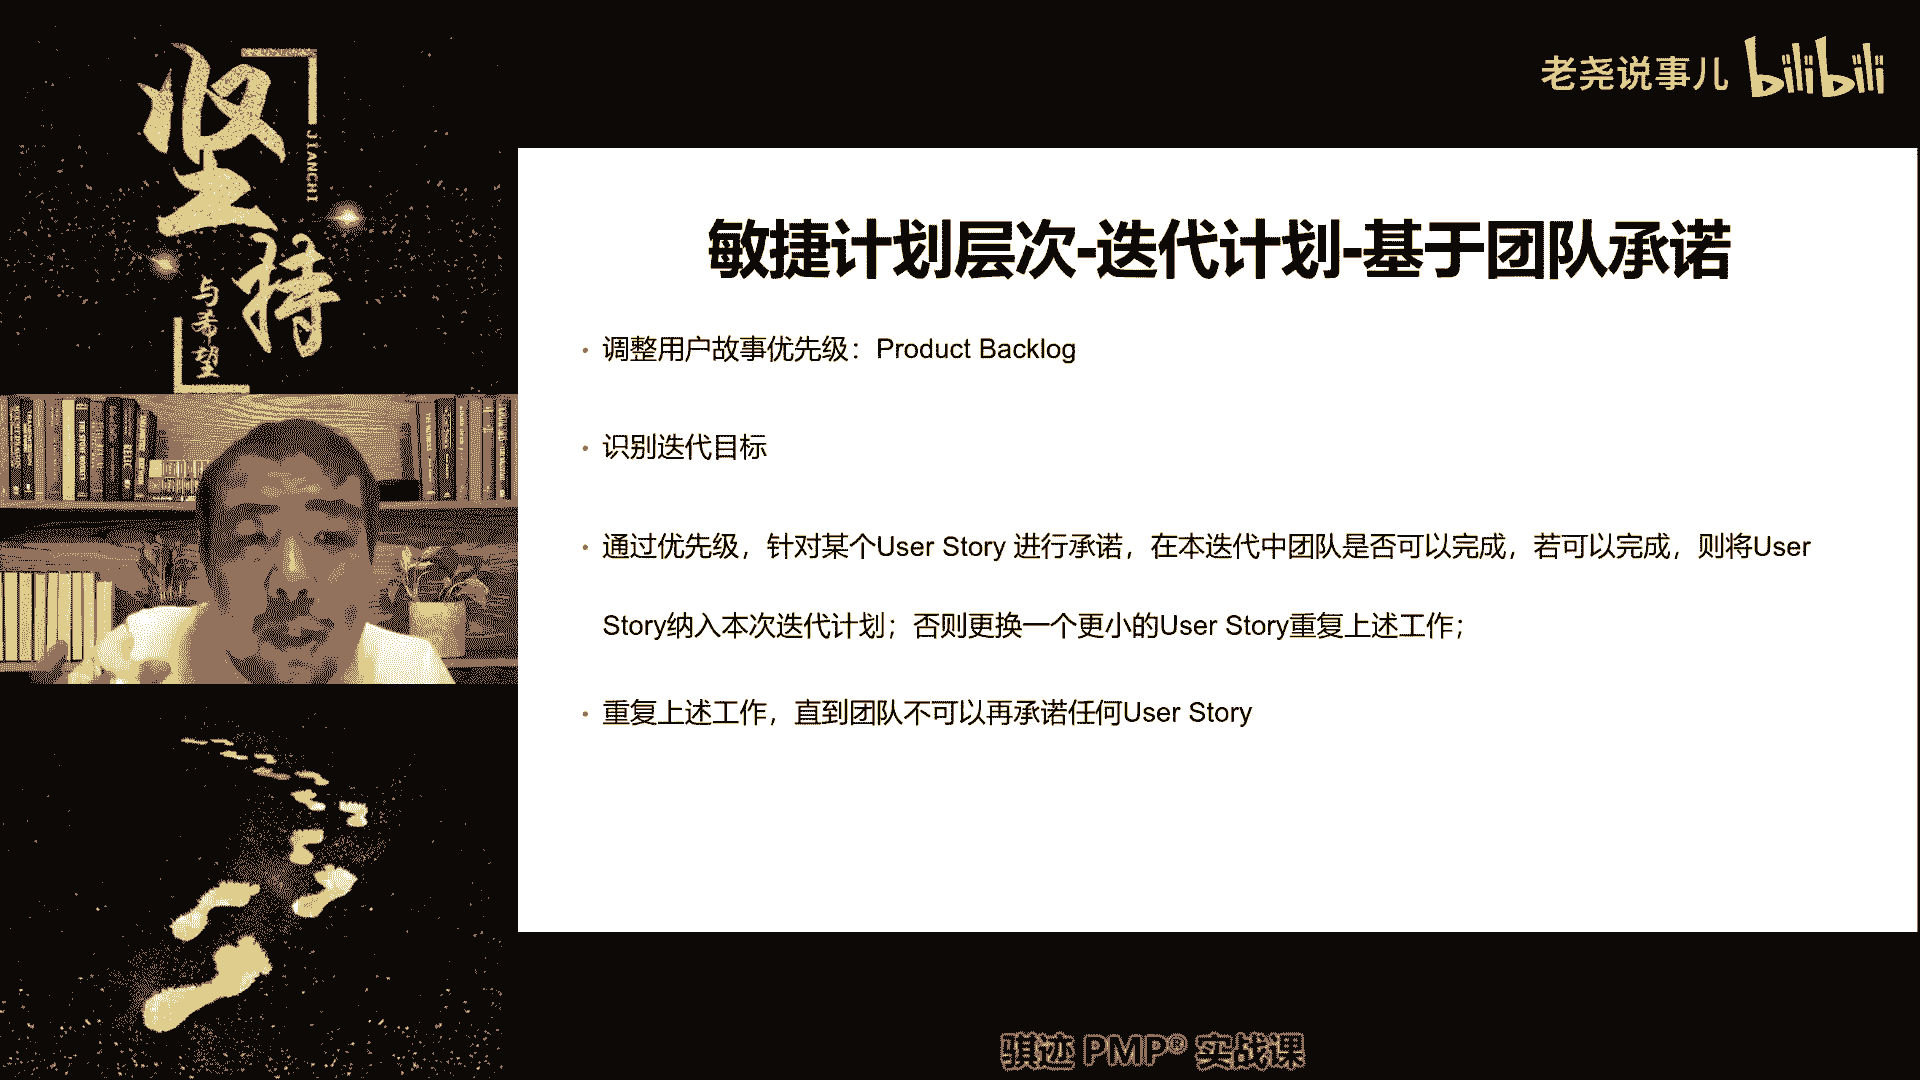 坚持
JIANCHI
与希望
老尧说事儿 bilibili
敏捷计划层次-迭代计划-基于团队承诺
· 调整用户故事优先级：Product Backlog
· 识别迭代目标
· 通过优先级，针对某个User Story 进行承诺，在本迭代中团队是否可以完成，若可以完成，则将User
Story纳入本次迭代计划；否则更换一个更小的User Story重复上述工作；
· 重复上述工作，直到团队不可以再承诺任何User Story
骐迹 PMP® 实战课